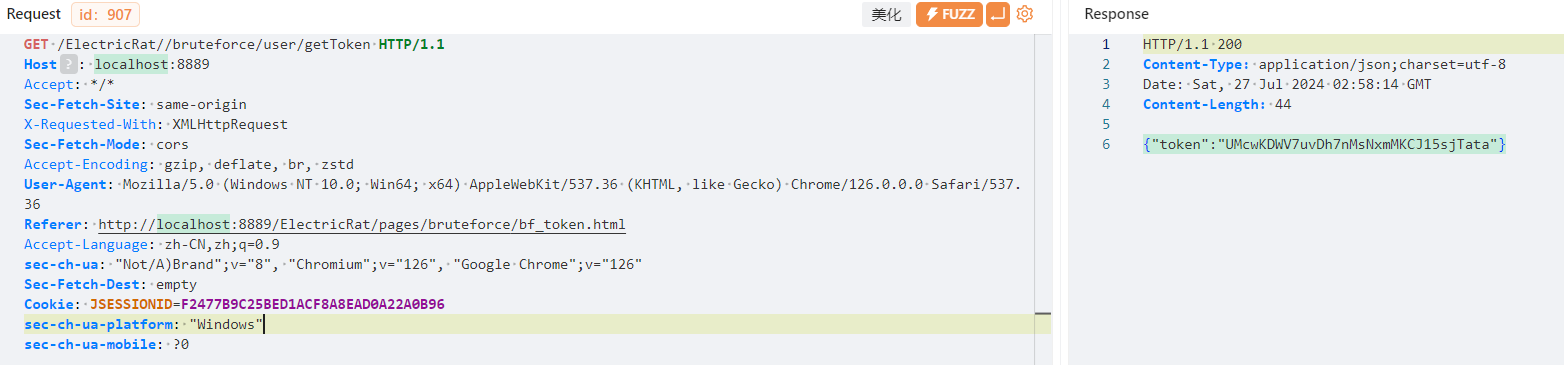 Request id: 907 美化 FUZZ
GET /ElectricRat//bruteforce/user/getToken HTTP/1.1
Host ? : localhost:8889
Accept: */*
Sec-Fetch-Site: same-origin
X-Requested-With: XMLHttpRequest
Sec-Fetch-Mode: cors
Accept-Encoding: gzip, deflate, br, zstd
User-Agent: Mozilla/5.0 (Windows NT 10.0; Win64; x64) AppleWebKit/537.36 (KHTML, like Gecko) Chrome/126.0.0.0 Safari/537.
36
Referer: http://localhost:8889/ElectricRat/pages/bruteforce/bf_token.html
Accept-Language: zh-CN,zh;q=0.9
sec-ch-ua: "Not/A)Brand";v="8", "Chromium";v="126", "Google Chrome";v="126"
Sec-Fetch-Dest: empty
Cookie: JSESSIONID=F2477B9C25BED1ACF8A8EAD0A22A0B96
sec-ch-ua-platform: "Windows"
sec-ch-ua-mobile: ?0
Response
1 HTTP/1.1 200
2 Content-Type: application/json;charset=utf-8
3 Date: Sat, 27 Jul 2024 02:58:14 GMT
4 Content-Length: 44
5
6 {"token":"UMcwKDWV7uvDh7nMsNxmMKCJ15sjTata"}